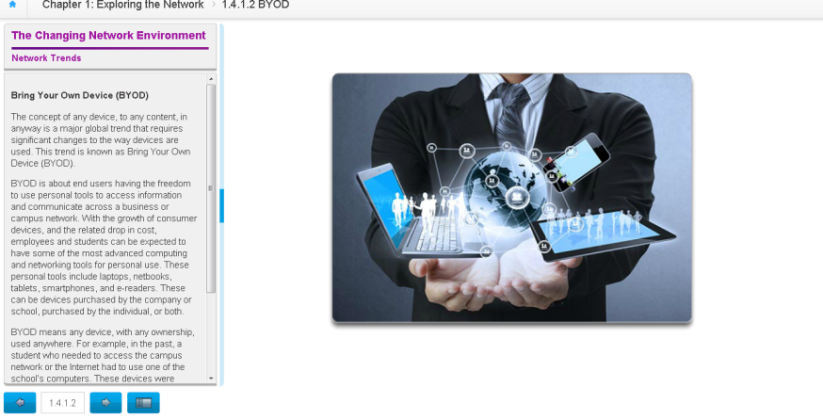 Chapter 1: Exploring the Network > 1.4.1.2 BYOD
The Changing Network Environment
Network Trends
Bring Your Own Device (BYOD)
The concept of any device, to any content, in
anyway is a major global trend that requires
significant changes to the way devices are
used. This trend is known as Bring Your Own
Device (BYOD).
BYOD is about end users having the freedom
to use personal tools to access information
and communicate across a business or
campus network. With the growth of consumer
devices, and the related drop in cost,
employees and students can be expected to
have some of the most advanced computing
and networking tools for personal use. These
personal tools include laptops, netbooks,
tablets, smartphones, and e-readers. These
can be devices purchased by the company or
school, purchased by the individual, or both.
BYOD means any device, with any ownership,
used anywhere. For example, in the past, a
student who needed to access the campus
network or the Internet had to use one of the
school's computers. These devices were
1.4.1.2